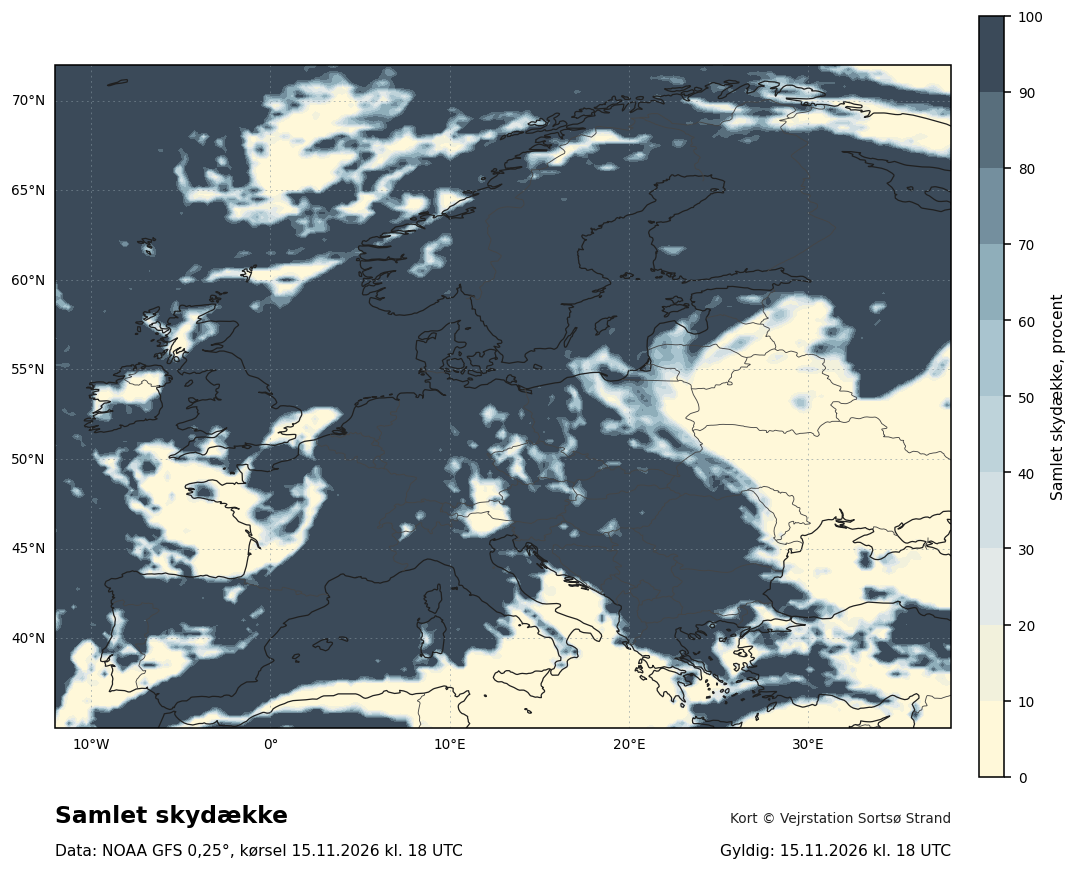 70°N
65°N
60°N
55°N
50°N
45°N
40°N
10°W
0°
10°E
20°E
30°E
100
90
80
70
60
50
40
30
20
10
0
Samlet skydække, procent
Samlet skydække
Kort © Vejrstation Sortsø Strand
Data: NOAA GFS 0,25°, kørsel 15.11.2026 kl. 18 UTC
Gyldig: 15.11.2026 kl. 18 UTC